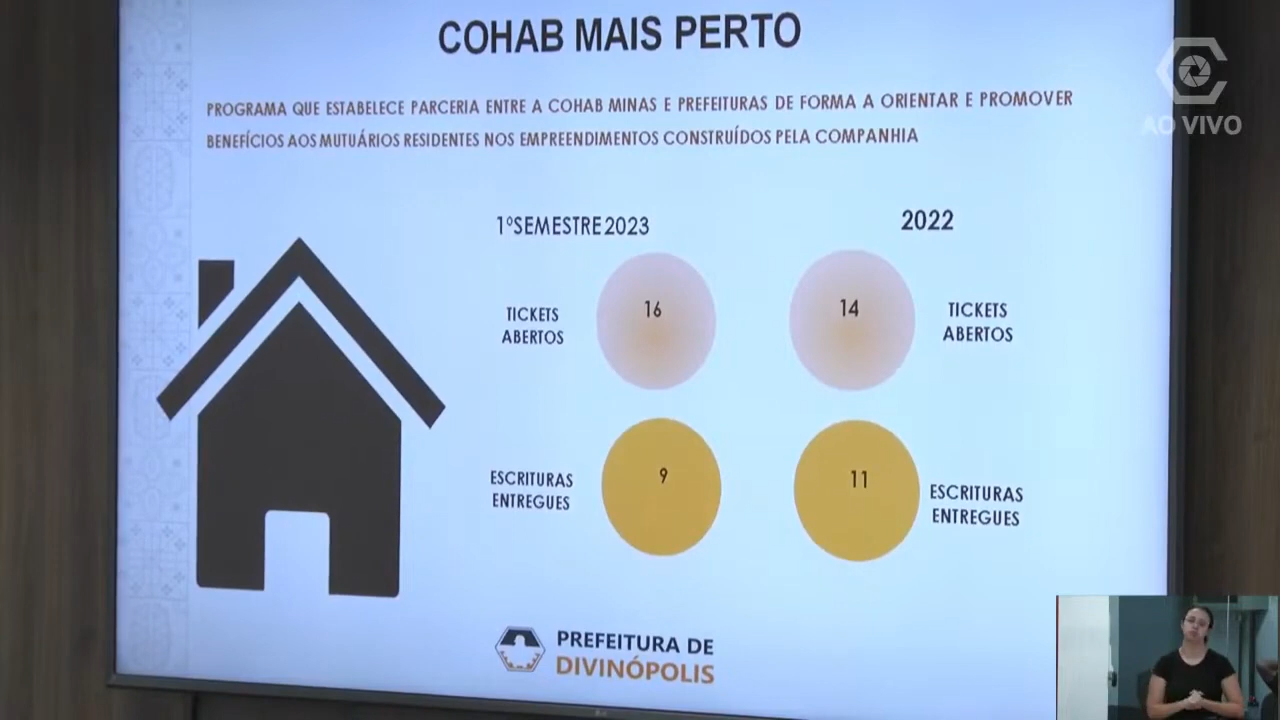 COHAB MAIS PERTO
AO VIVO
PROGRAMA QUE ESTABELECE PARCERIA ENTRE A COHAB MINAS E PREFEITURAS DE FORMA A ORIENTAR E PROMOVER
BENEFÍCIOS AOS MUTUÁRIOS RESIDENTES NOS EMPREENDIMENTOS CONSTRUÍDOS PELA COMPANHIA
1ºSEMESTRE 2023
2022
TICKETS
ABERTOS
16
14
TICKETS
ABERTOS
ESCRITURAS
ENTREGUES
9
11
ESCRITURAS
ENTREGUES
PREFEITURA DE
DIVINÓPOLIS